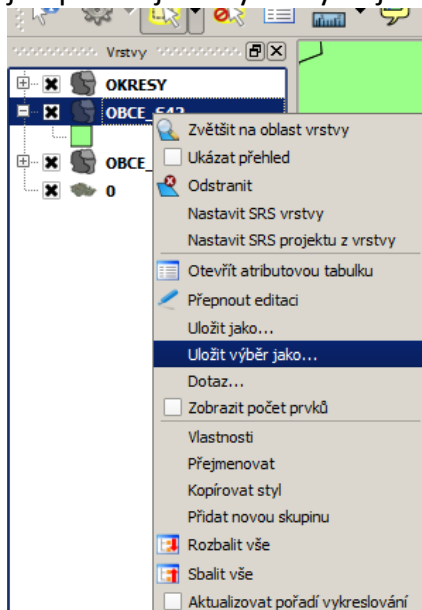 Vrstvy
OKRESY
OBCE_S42
OBCE_
0
Zvětšit na oblast vrstvy
Ukázat přehled
Odstranit
Nastavit SRS vrstvy
Nastavit SRS projektu z vrstvy
Otevřít atributovou tabulku
Přepnout editaci
Uložit jako...
Uložit výběr jako...
Dotaz...
Zobrazit počet prvků
Vlastnosti
Přejmenovat
Kopírovat styl
Přidat novou skupinu
Rozbalit vše
Sbalit vše
Aktualizovat pořadí vykreslování